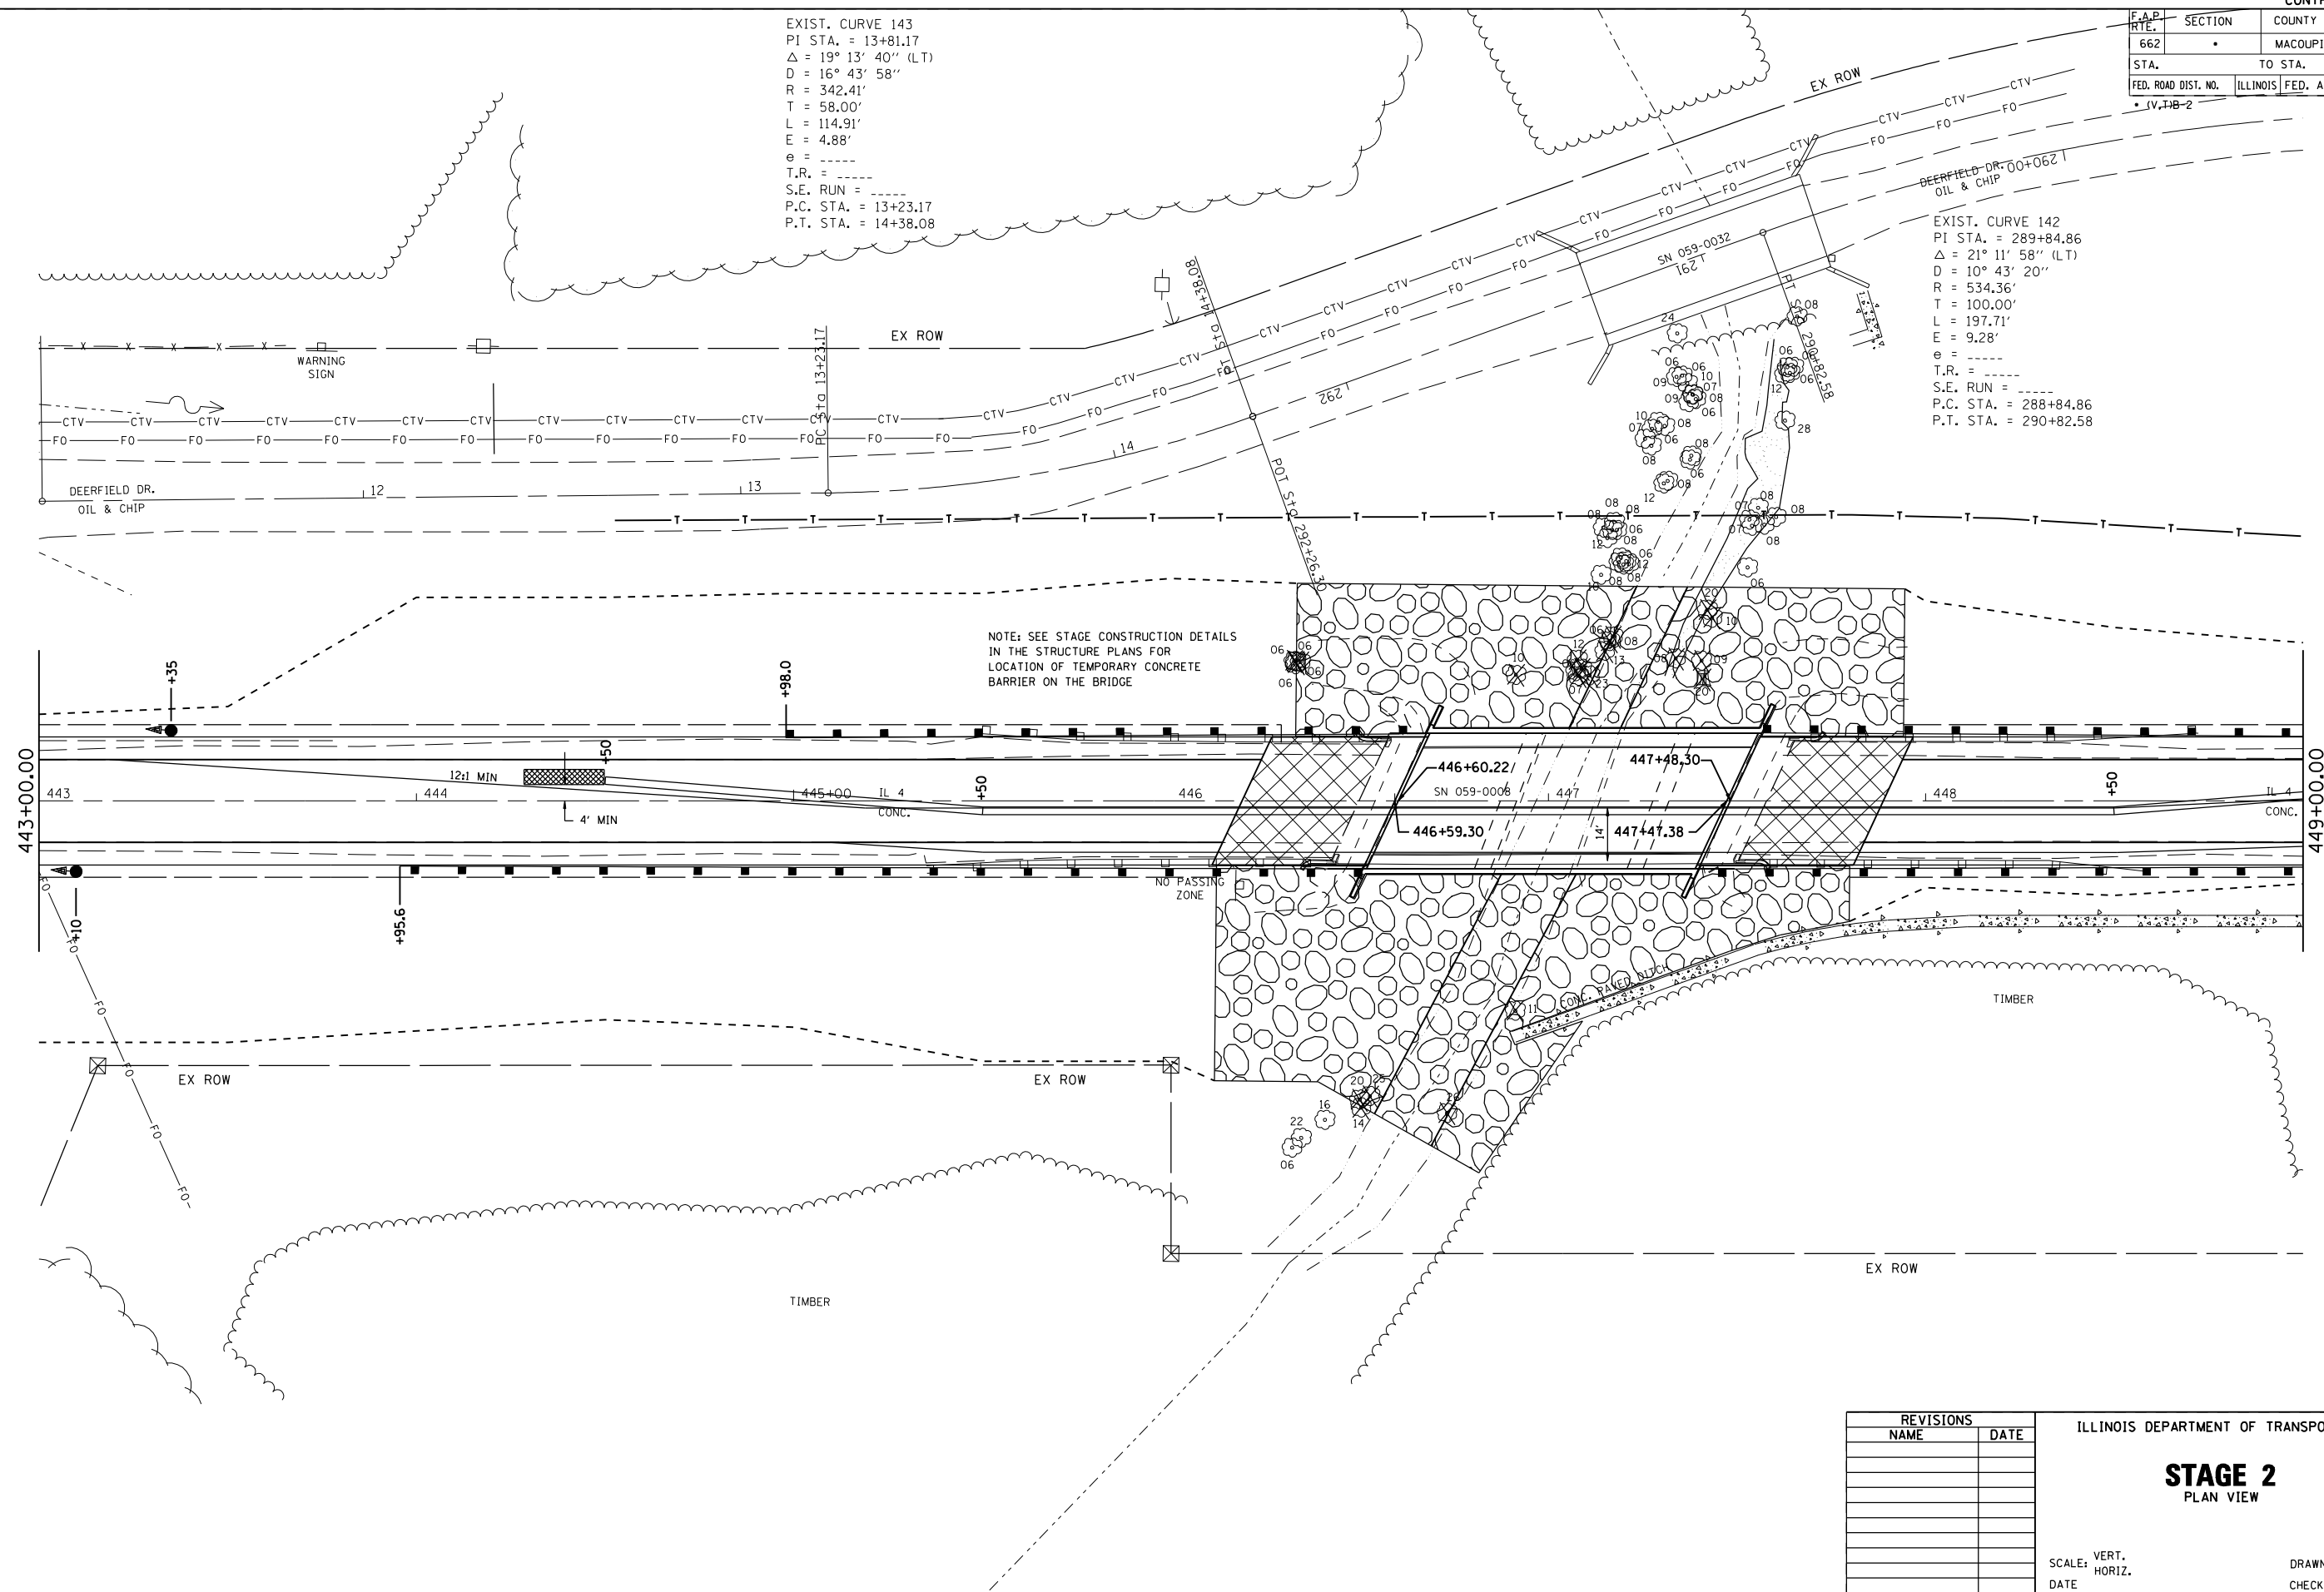 F.A.P. RTE.
SECTION
COUNTY
662
•
STA.
TO STA.
FED. ROAD DIST. NO.
ILLINOIS
FED. A
• (V,T)B-2
EXIST. CURVE 143
PI STA. = 13+81.17
Δ = 19° 13' 40'' (LT)
D = 16° 43' 58''
R = 342.41'
T = 58.00'
L = 114.91'
E = 4.88'
e = _____
T.R. = _____
S.E. RUN = _____
P.C. STA. = 13+23.17
P.T. STA. = 14+38.08
EX ROW
DEERFIELD DR.
OIL & CHIP
290+00
EXIST. CURVE 142
PI STA. = 289+84.86
Δ = 21° 11' 58'' (LT)
D = 10° 43' 20''
R = 534.36'
T = 100.00'
L = 197.71'
E = 9.28'
e = _____
T.R. = _____
S.E. RUN = _____
P.C. STA. = 288+84.86
P.T. STA. = 290+82.58
SN 059-0032
291
292
WARNING
SIGN
EX ROW
PC Sta 13+23.17
PT Sta 14+38.08
POT Sta 292+26.30
CTV
FO
T
DEERFIELD DR.
OIL & CHIP
12
13
14
NOTE: SEE STAGE CONSTRUCTION DETAILS
IN THE STRUCTURE PLANS FOR
LOCATION OF TEMPORARY CONCRETE
BARRIER ON THE BRIDGE
443+00.00
+35
+98.0
+50
12:1 MIN
4' MIN
443
444
445+00
IL 4
CONC.
+50
446
446+60.22
SN 059-0008
447
447+48.30
446+59.30
14'
447+47.38
448
+50
IL 4
CONC.
449+00.00
+10
+95.6
NO PASSING
ZONE
CONC. PAVED DITCH
TIMBER
EX ROW
EX ROW
20
16
22
14
06
11
TIMBER
EX ROW
REVISIONS
NAME
DATE
ILLINOIS DEPARTMENT OF
STAGE 2
PLAN VIEW
SCALE: VERT.
HORIZ.
DATE